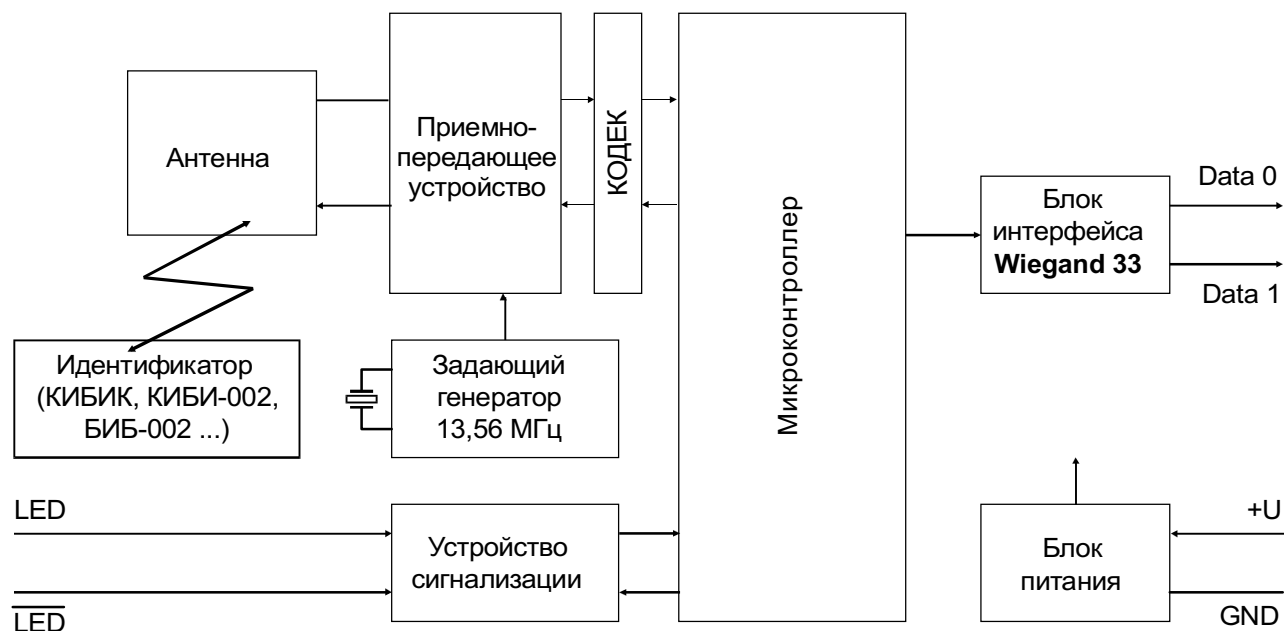 Антенна
Приемно-
передающее
устройство
КОДЕК
Микроконтроллер
Блок
интерфейса
Wiegand 33
Data 0
Data 1
Идентификатор
(КИБИК, КИБИ-002,
БИБ-002 ...)
Задающий
генератор
13,56 МГц
LED
LED
Устройство
сигнализации
Блок
питания
+U
GND